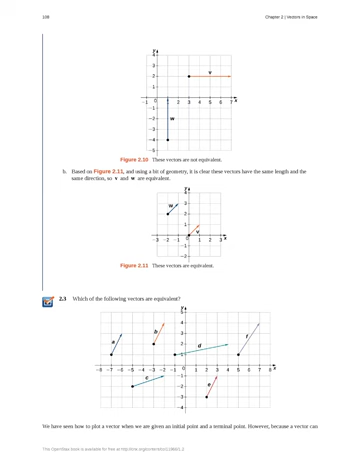 108
Chapter 2 | Vectors in Space
y
4
3
v
2
1
−1 0 1 2 3 4 5 6 7 x
−1
−2 w
−3
−4
−5
Figure 2.10 These vectors are not equivalent.
b. Based on Figure 2.11, and using a bit of geometry, it is clear these vectors have the same length and the
same direction, so v and w are equivalent.
y
4
w 3
2
1 v
−3 −2 −1 0 1 2 3 x
−1
−2
Figure 2.11 These vectors are equivalent.
2.3 Which of the following vectors are equivalent?
y
5
4
a b 3 f
2 d
1
−8 −7 −6 −5 −4 −3 −2 −1 0 1 2 3 4 5 6 7 8 x
c −1 e
−2
−3
−4
We have seen how to plot a vector when we are given an initial point and a terminal point. However, because a vector can
This OpenStax book is available for free at